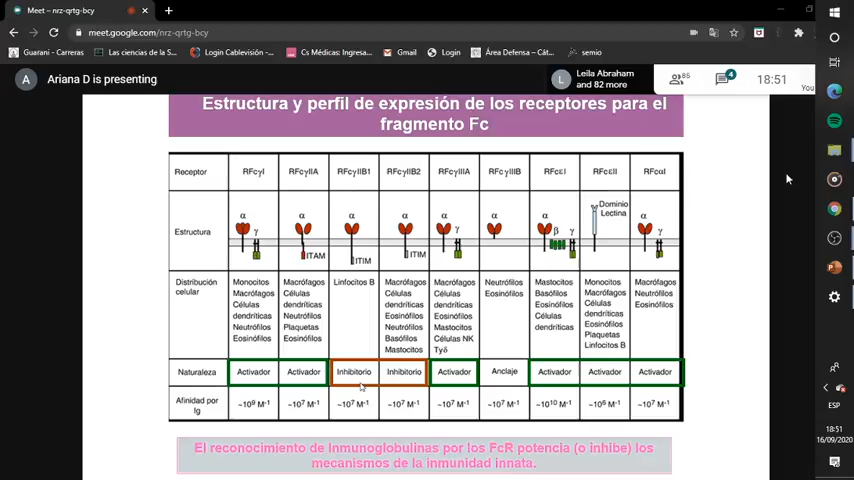 Meet – nrz-qrtg-bcy
meet.google.com/nrz-qrtg-bcy
Guarani - Carreras
Las ciencias de la S...
Login Cablevisión...
Cs Médicas: Ingresa...
Gmail
Login
Área Defensa – Cát...
semio
A
Ariana D is presenting
L
Leila Abraham
and 82 more
85
4
18:51
You
Estructura y perfil de expresión de los receptores para el
fragmento Fc
Receptor
RFcγI
RFcγIIA
RFcγIIB1
RFcγIIB2
RFcγIIIA
RFcγIIIB
RFcεI
RFcεII
RFcαI
Estructura
α
γ
α
ITAM
α
ITIM
α
ITIM
α
γ
α
α
β
γ
Dominio
Lectina
α
γ
Distribución
celular
Monocitos
Macrófagos
Células
dendríticas
Neutrófilos
Eosinófilos
Macrófagos
Células
dendríticas
Neutrófilos
Plaquetas
Eosinófilos
Linfocitos B
Macrófagos
Células
dendríticas
Eosinófilos
Neutrófilos
Basófilos
Mastocitos
Macrófagos
Células
dendríticas
Eosinófilos
Mastocitos
Células NK
Tγδ
Neutrófilos
Eosinófilos
Mastocitos
Basófilos
Eosinófilos
Células
dendríticas
Monocitos
Macrófagos
Células
dendríticas
Eosinófilos
Plaquetas
Linfocitos B
Macrófagos
Neutrófilos
Eosinófilos
Naturaleza
Activador
Activador
Inhibitorio
Inhibitorio
Activador
Anclaje
Activador
Activador
Activador
Afinidad por
Ig
~10⁹ M⁻¹
~10⁷ M⁻¹
~10⁷ M⁻¹
~10⁷ M⁻¹
~10⁷ M⁻¹
~10⁷ M⁻¹
~10¹⁰ M⁻¹
~10⁶ M⁻¹
~10⁷ M⁻¹
El reconocimiento de Inmunoglobulinas por los FcR potencia (o inhibe) los
mecanismos de la inmunidad innata.
ESP
18:51
16/09/2020